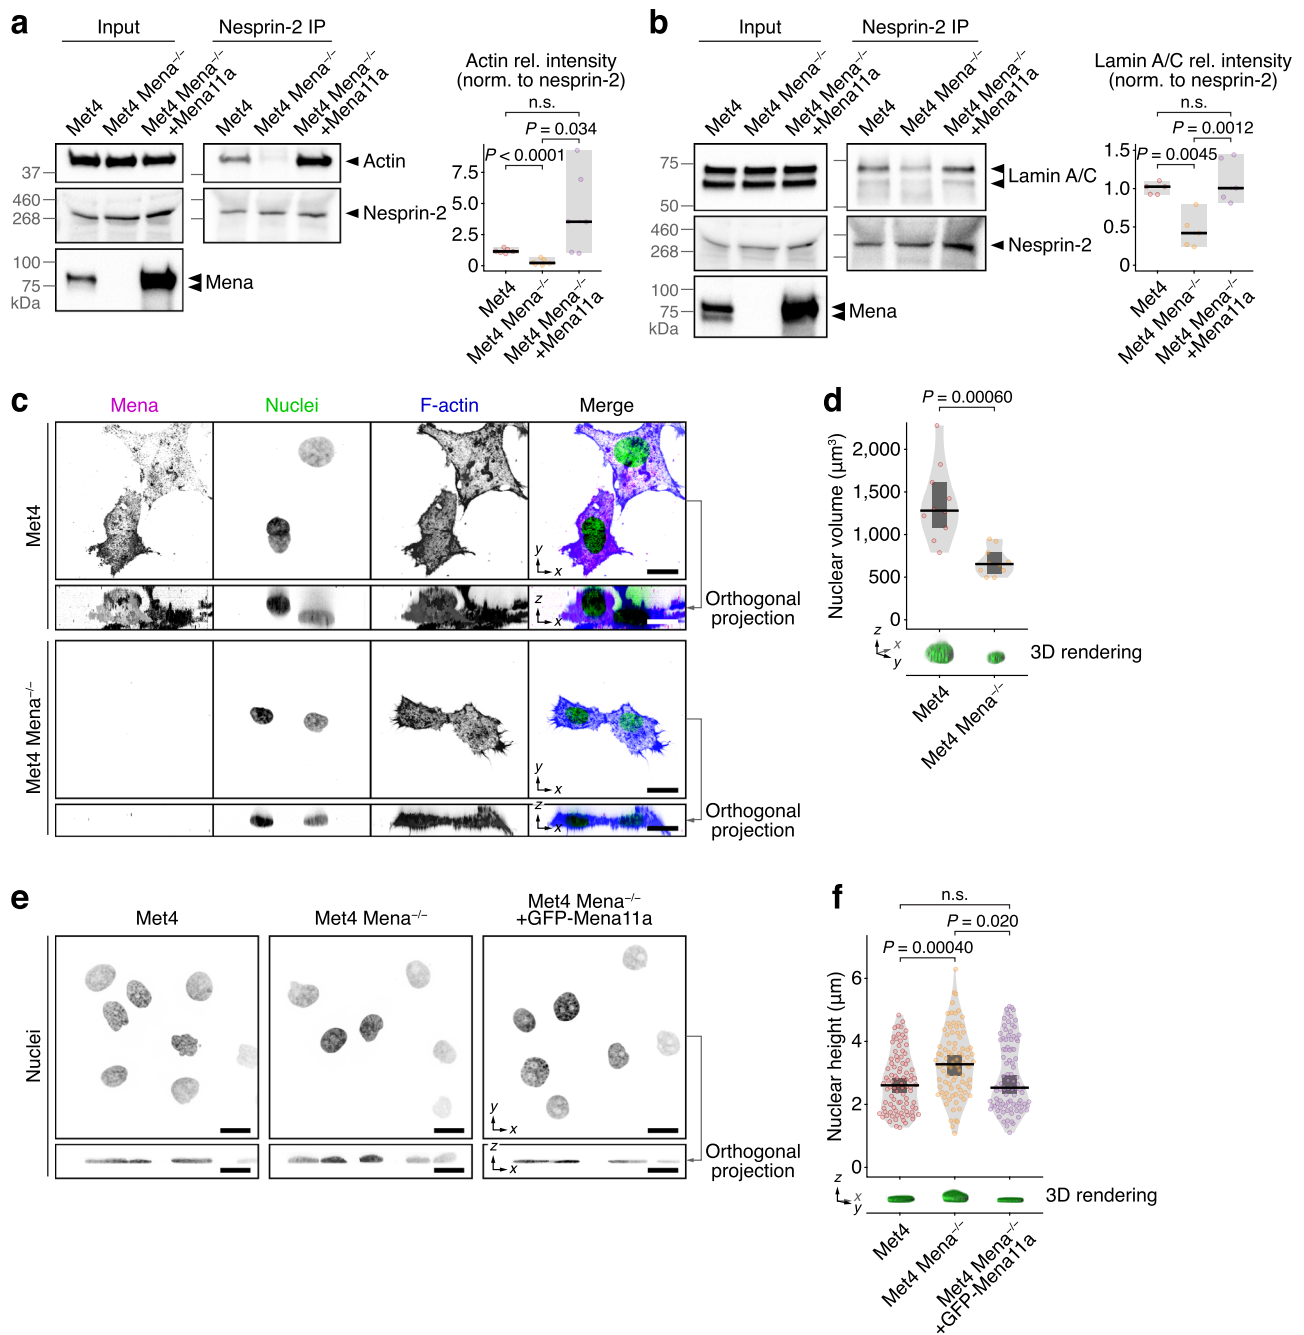 a
Input
Nesprin-2 IP
Met4
Met4 Mena⁻/⁻
Met4 Mena⁻/⁻
+Mena11a
Met4
Met4 Mena⁻/⁻
Met4 Mena⁻/⁻
+Mena11a
37
Actin
460
268
Nesprin-2
100
75
kDa
Mena
Actin rel. intensity
(norm. to nesprin-2)
n.s.
P = 0.034
P < 0.0001
7.5
5.0
2.5
0
Met4
Met4 Mena⁻/⁻
Met4 Mena⁻/⁻
+Mena11a
b
Input
Nesprin-2 IP
Met4
Met4 Mena⁻/⁻
Met4 Mena⁻/⁻
+Mena11a
Met4
Met4 Mena⁻/⁻
Met4 Mena⁻/⁻
+Mena11a
75
50
Lamin A/C
460
268
Nesprin-2
100
75
kDa
Mena
Lamin A/C rel. intensity
(norm. to nesprin-2)
n.s.
P = 0.0012
P = 0.0045
1.5
1.0
0.5
0
Met4
Met4 Mena⁻/⁻
Met4 Mena⁻/⁻
+Mena11a
c
Mena
Nuclei
F-actin
Merge
Met4
y
x
z
x
Orthogonal
projection
Met4 Mena⁻/⁻
y
x
z
x
Orthogonal
projection
d
P = 0.00060
Nuclear volume (µm³)
2,000
1,500
1,000
500
0
z
x
y
3D rendering
Met4
Met4 Mena⁻/⁻
e
Met4
Met4 Mena⁻/⁻
Met4 Mena⁻/⁻
+GFP-Mena11a
Nuclei
y
x
z
x
Orthogonal
projection
f
n.s.
P = 0.020
P = 0.00040
Nuclear height (µm)
6
4
2
0
z
x
y
3D rendering
Met4
Met4 Mena⁻/⁻
Met4 Mena⁻/⁻
+GFP-Mena11a